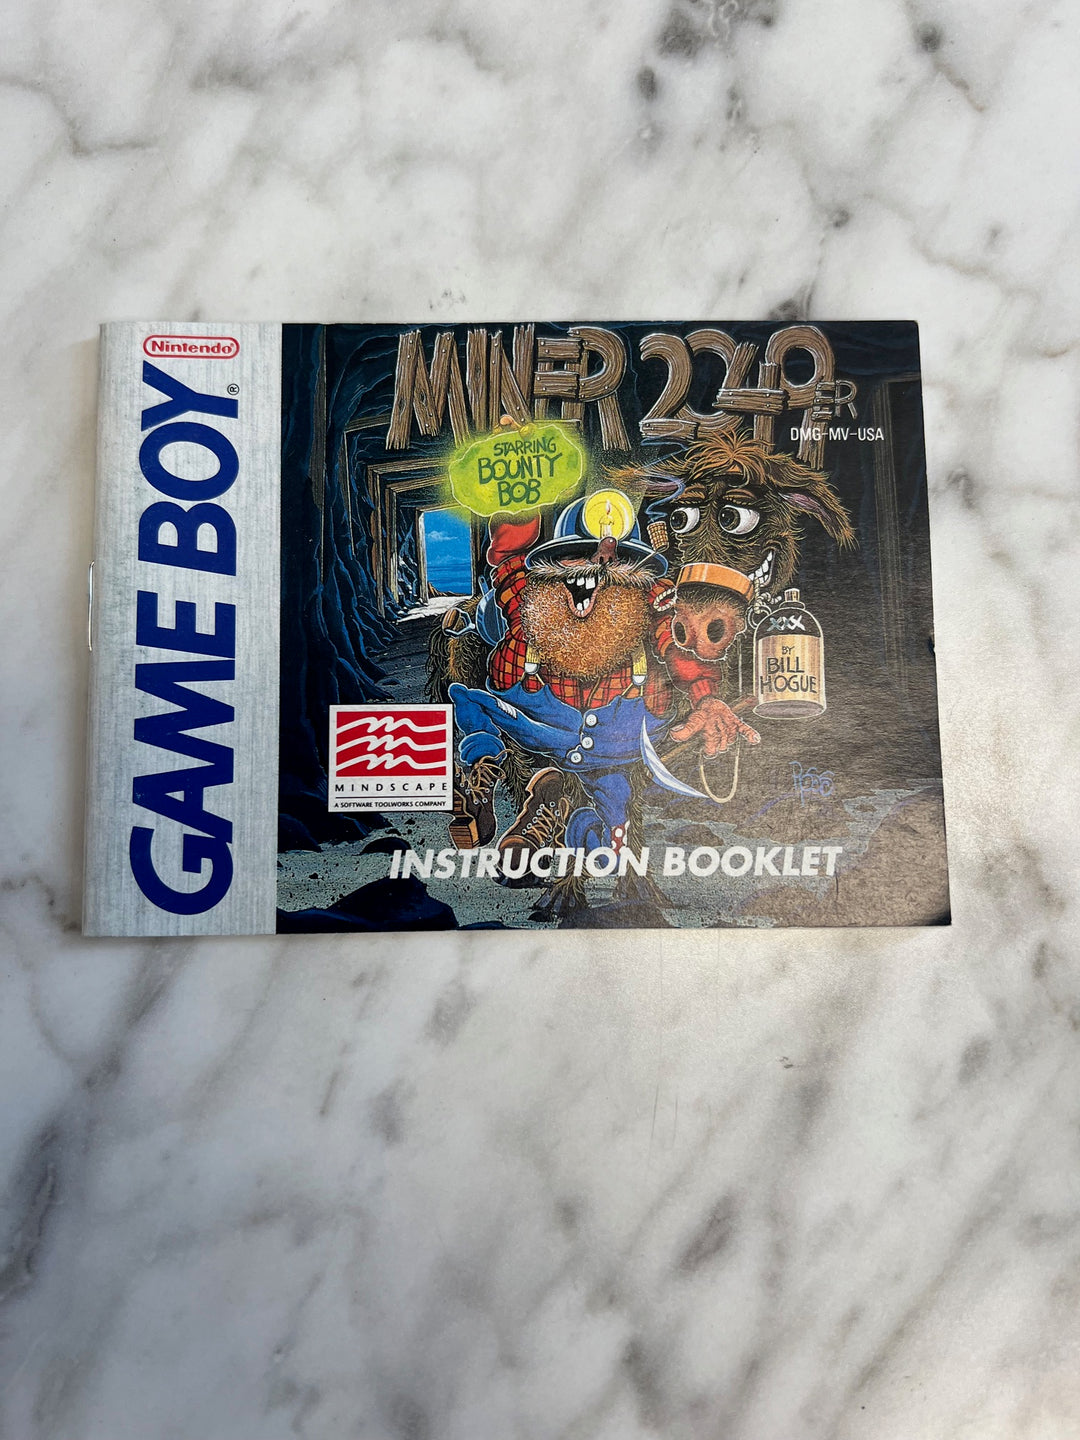 Nintendo®
GAME BOY®
MINER 2049ER
DMG-MV-USA
STARRING
BOUNTY
BOB
XXX
BY
BILL
HOGUE
MINDSCAPE
A SOFTWARE TOOLWORKS COMPANY
INSTRUCTION BOOKLET